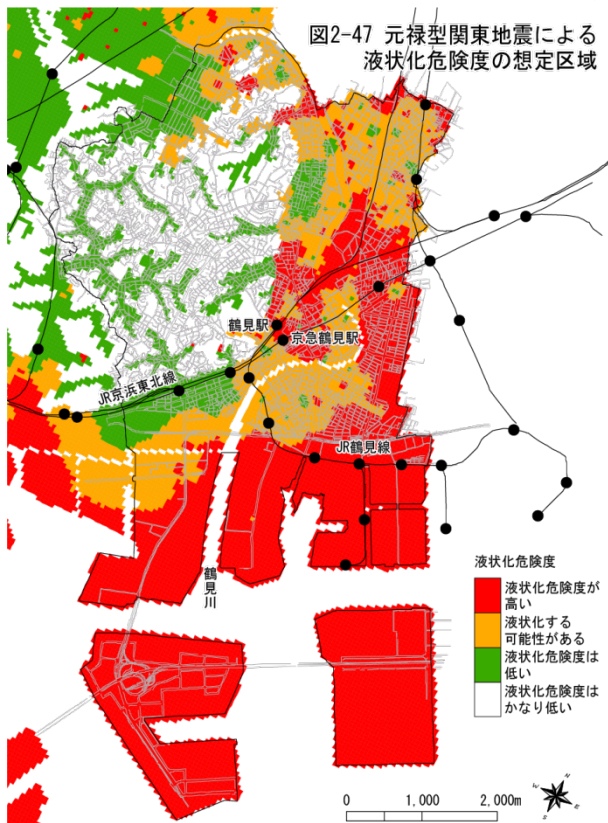 図2-47 元禄型関東地震による
液状化危険度の想定区域
鶴見駅
京急鶴見駅
JR京浜東北線
JR鶴見線
鶴見川
液状化危険度
液状化危険度が
高い
液状化する
可能性がある
液状化危険度は
低い
液状化危険度は
かなり低い
0 1,000 2,000m
N
W
E
S